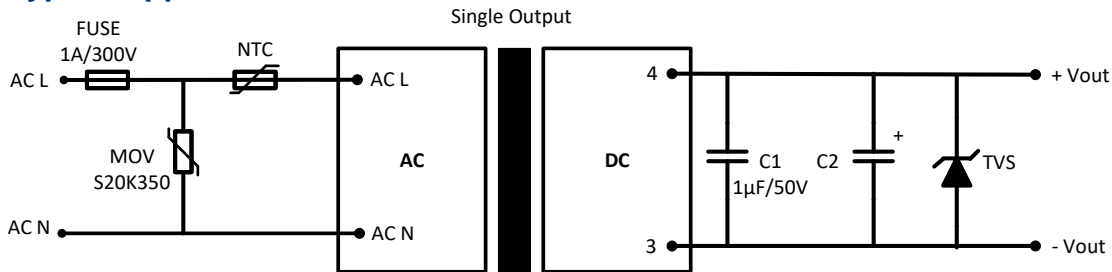 Single Output
FUSE
1A/300V
NTC
AC L
AC L
MOV
S20K350
AC N
AC N
AC
DC
4
3
C1
1µF/50V
C2
+
TVS
+ Vout
- Vout